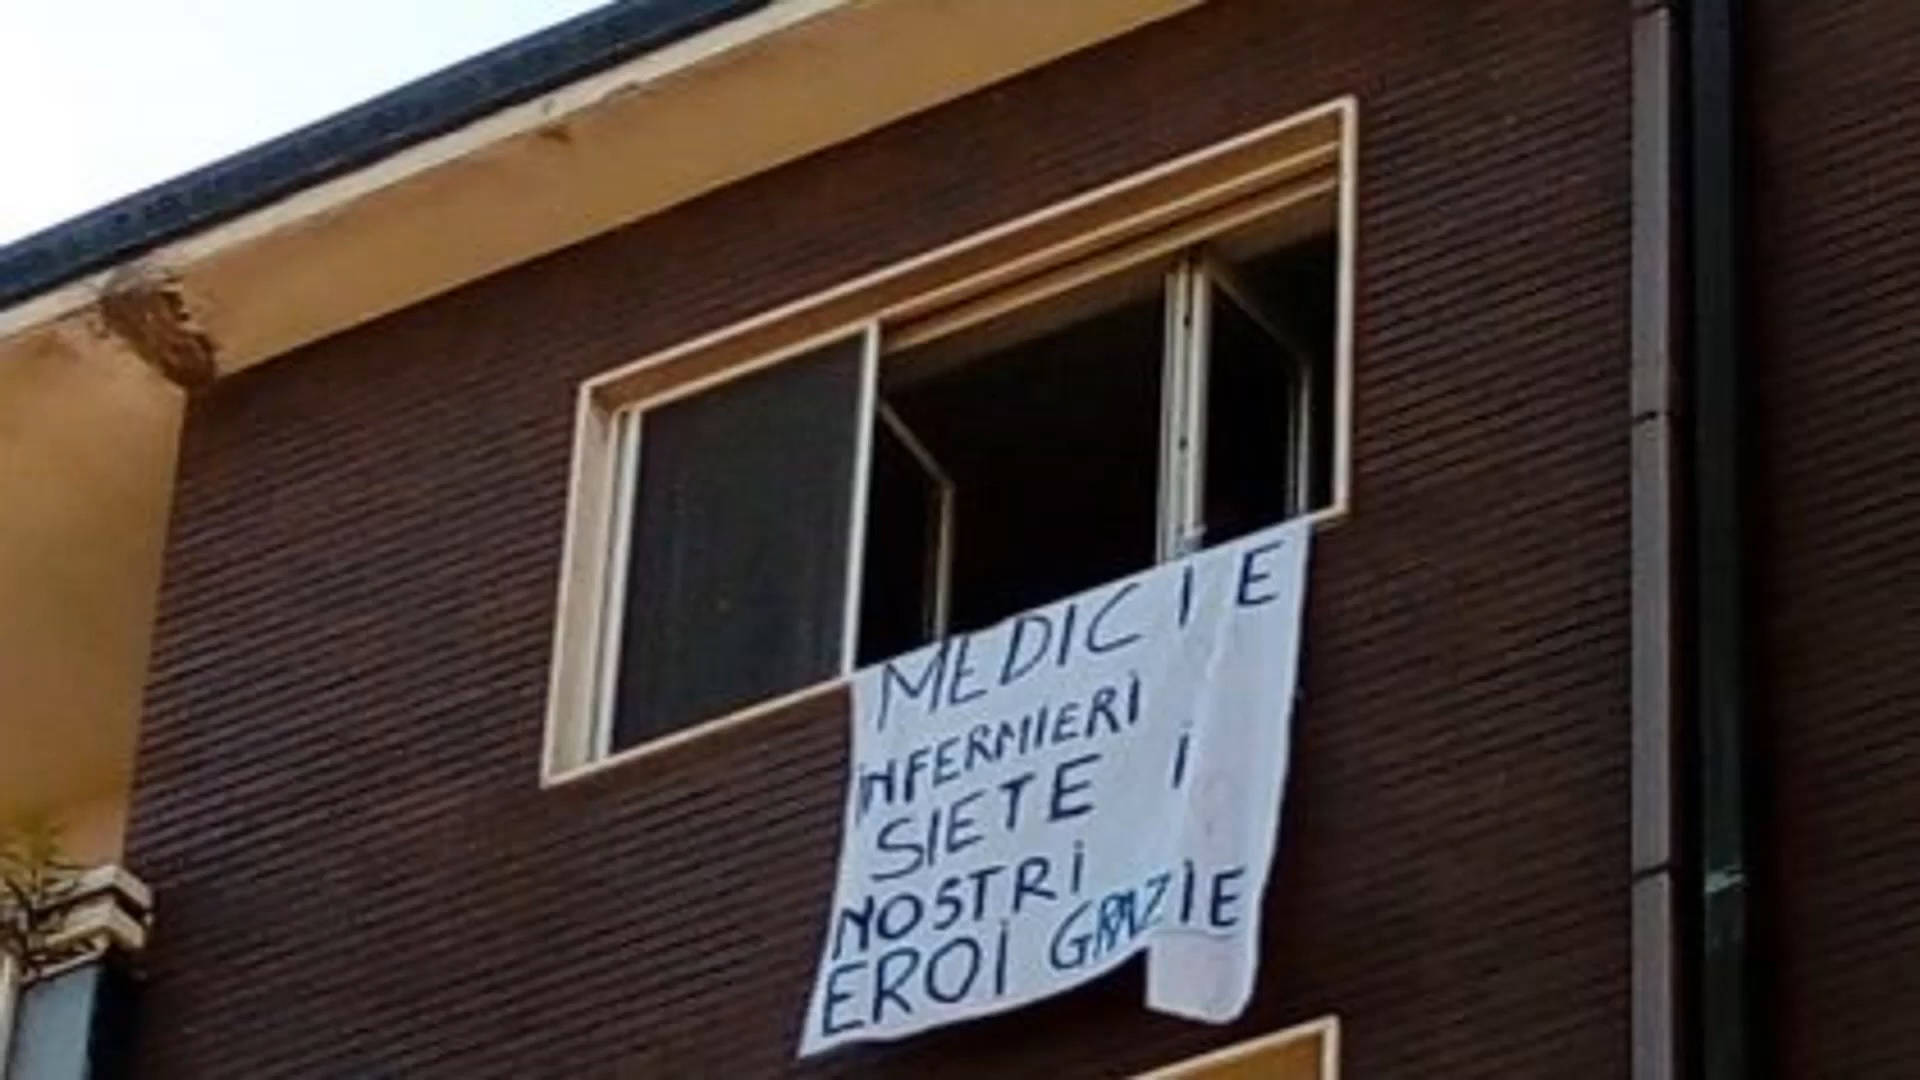 MEDICI E
iNFERMIERI
SIETE i
NOSTRi
EROi GRAZIE